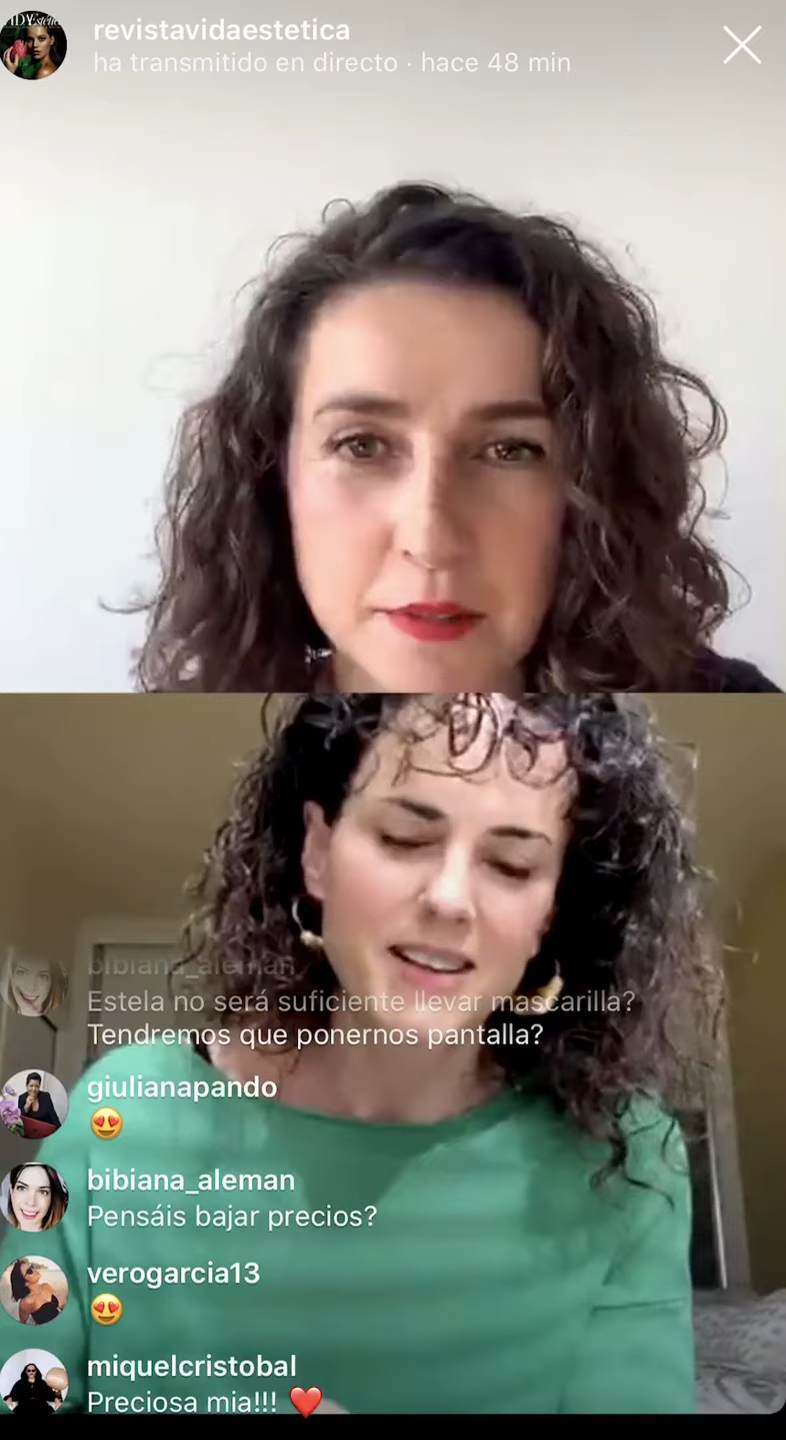 revistavidaestetica
ha transmitido en directo · hace 48 min
bibiana_aleman
Estela no será suficiente llevar mascarilla?
Tendremos que ponernos pantalla?
giulianapando
😍
bibiana_aleman
Pensáis bajar precios?
verogarcia13
😍
miquelcristobal
Preciosa mia!!! ❤️